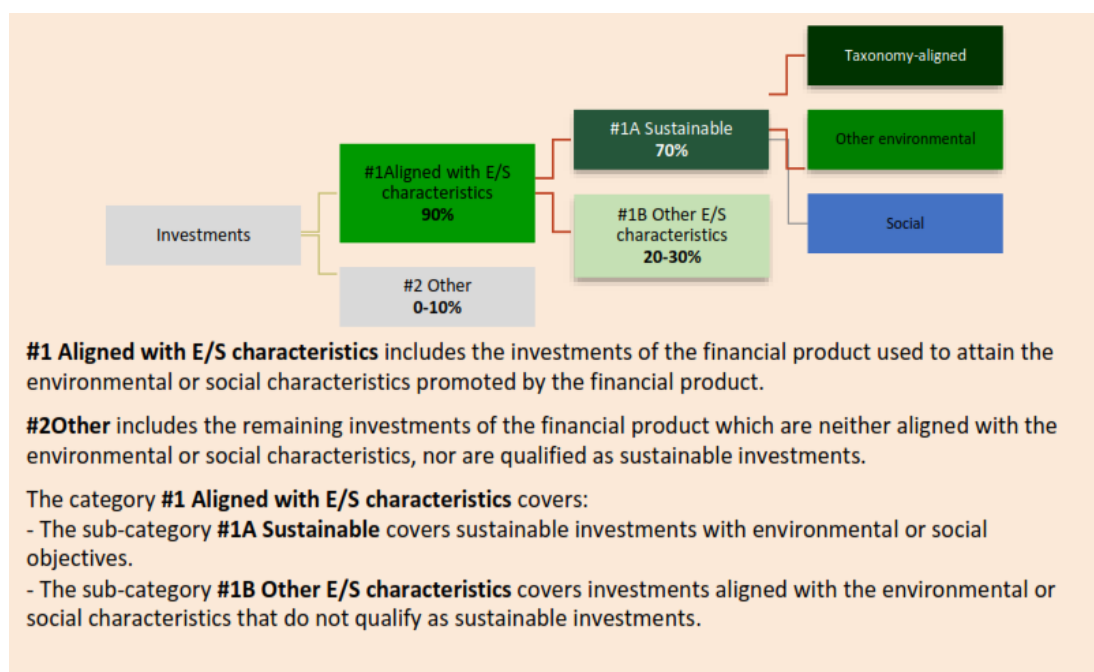 Taxonomy-aligned
#1A Sustainable
70%
Other environmental
#1Aligned with E/S
characteristics
90%
#1B Other E/S
characteristics
20-30%
Social
Investments
#2 Other
0-10%
#1 Aligned with E/S characteristics includes the investments of the financial product used to attain the
environmental or social characteristics promoted by the financial product.
#2Other includes the remaining investments of the financial product which are neither aligned with the
environmental or social characteristics, nor are qualified as sustainable investments.
The category #1 Aligned with E/S characteristics covers:
- The sub-category #1A Sustainable covers sustainable investments with environmental or social
objectives.
- The sub-category #1B Other E/S characteristics covers investments aligned with the environmental or
social characteristics that do not qualify as sustainable investments.